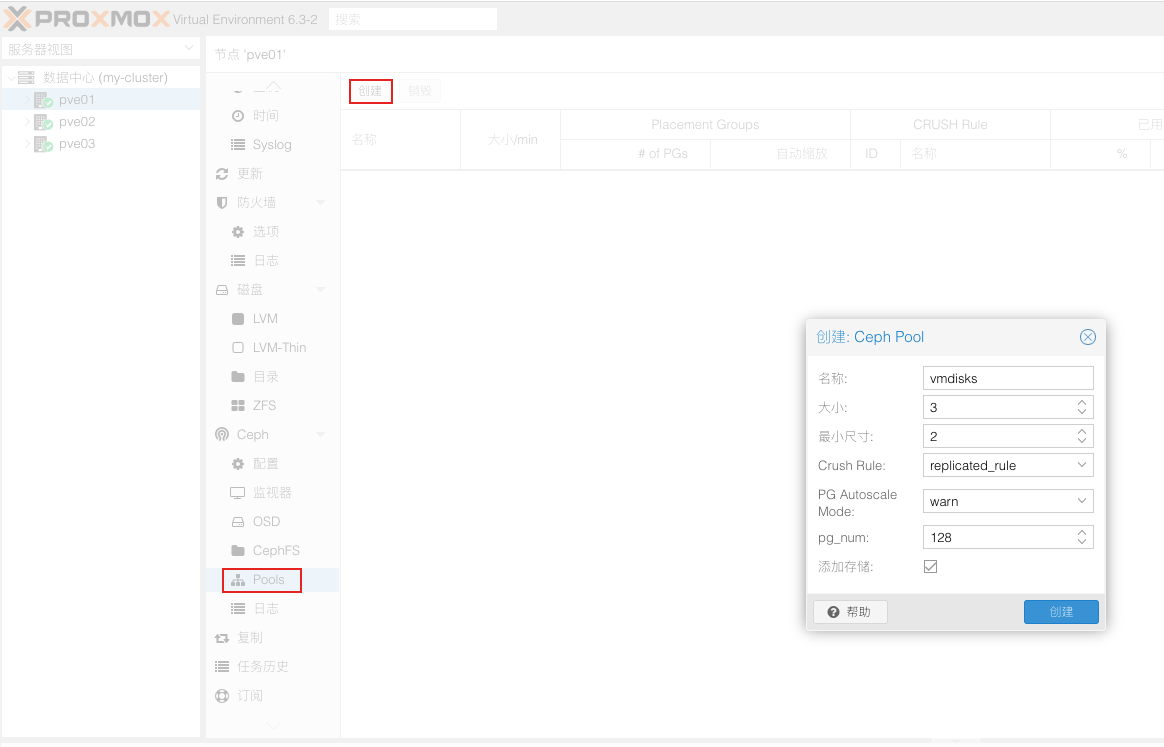 PROXMOX Virtual Environment 6.3-2 搜索
服务器视图
数据中心 (my-cluster)
pve01
pve02
pve03
节点 'pve01'
时间
Syslog
更新
防火墙
选项
日志
磁盘
LVM
LVM-Thin
目录
ZFS
Ceph
配置
监视器
OSD
CephFS
Pools
日志
复制
任务历史
订阅
创建 销毁
名称 大小/min Placement Groups CRUSH Rule 已用
# of PGs 自动缩放 ID 名称 %
创建: Ceph Pool
名称: vmdisks
大小: 3
最小尺寸: 2
Crush Rule: replicated_rule
PG Autoscale
Mode: warn
pg_num: 128
添加存储:
帮助 创建